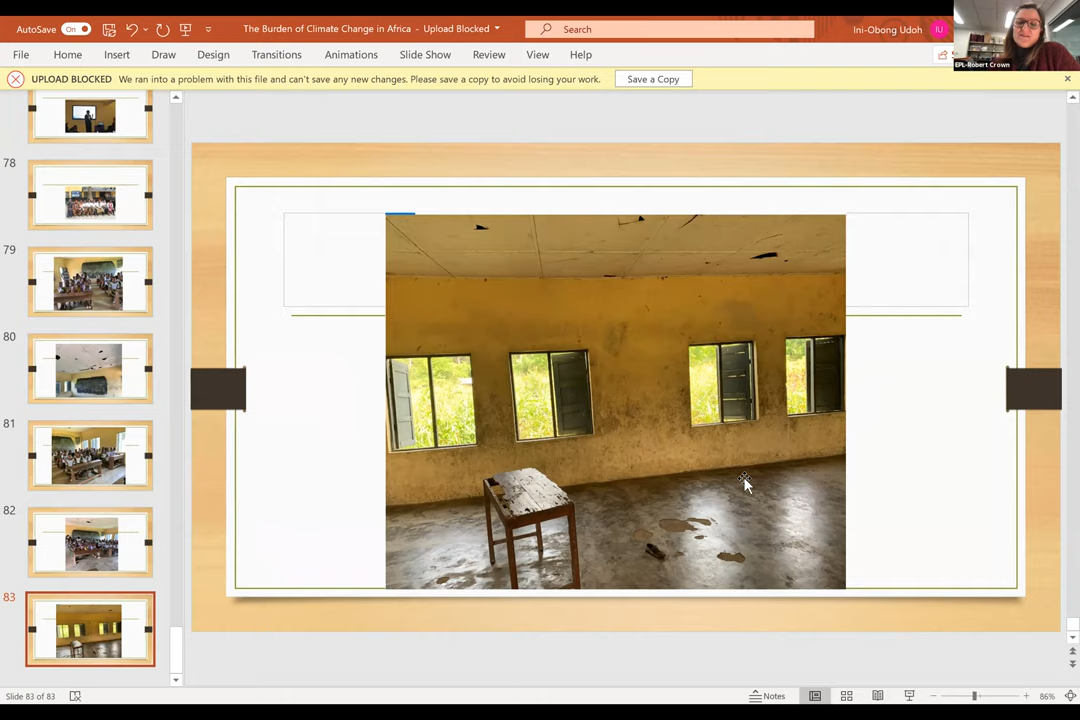 AutoSave On The Burden of Climate Change in Africa - Upload Blocked Search Ini-Obong Udoh IU
EPL-Robert Crown
File Home Insert Draw Design Transitions Animations Slide Show Review View Help
UPLOAD BLOCKED We ran into a problem with this file and can't save any new changes. Please save a copy to avoid losing your work. Save a Copy
78
79
80
81
82
83
Slide 83 of 83 Notes 86%